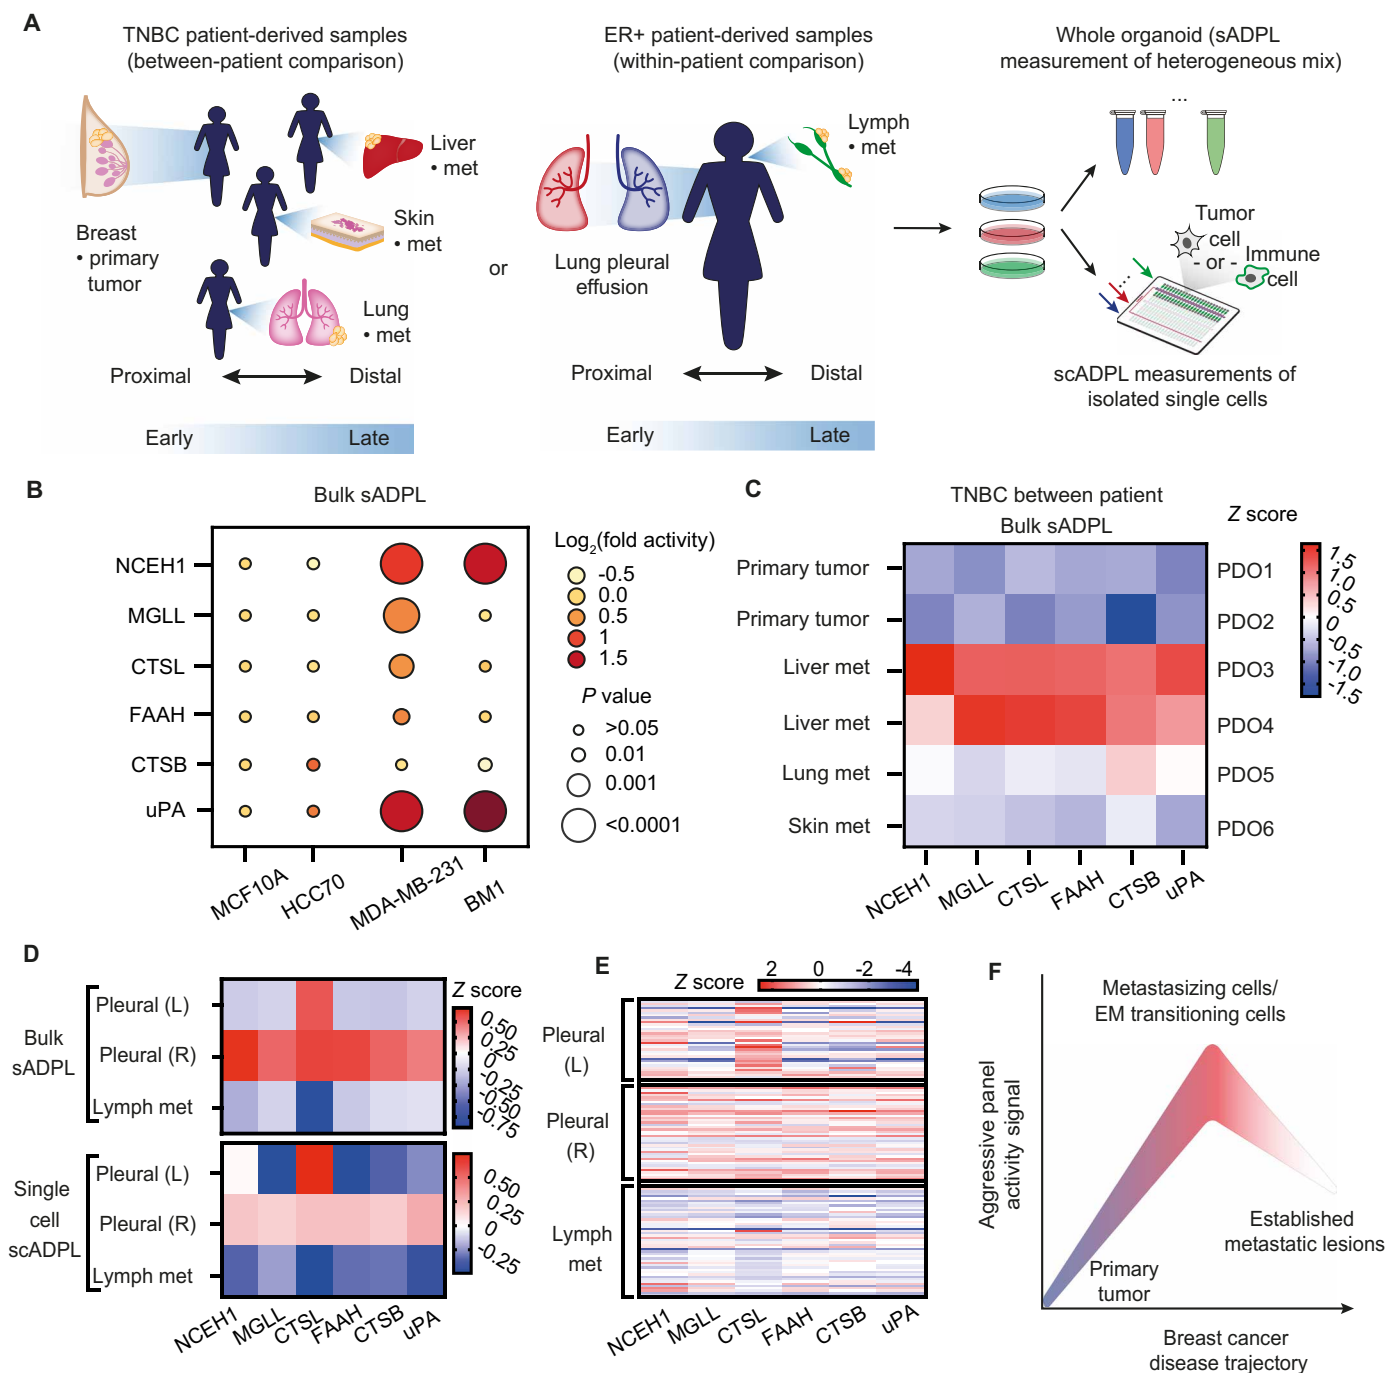 A
TNBC patient-derived samples
(between-patient comparison)
Breast
• primary
tumor
Liver
• met
Skin
• met
Lung
• met
Proximal
Distal
Early
Late
or
ER+ patient-derived samples
(within-patient comparison)
Lung pleural
effusion
Lymph
• met
Proximal
Distal
Early
Late
Whole organoid (sADPL
measurement of heterogeneous mix)
...
Tumor
cell
- or -
Immune
cell
scADPL measurements of
isolated single cells
B
Bulk sADPL
NCEH1
MGLL
CTSL
FAAH
CTSB
uPA
MCF10A
HCC70
MDA-MB-231
BM1
Log2(fold activity)
-0.5
0.0
0.5
1
1.5
P value
>0.05
0.01
0.001
<0.0001
C
TNBC between patient
Bulk sADPL
Z score
1.5
1.0
0.5
0
-0.5
-1.0
-1.5
Primary tumor
PDO1
Primary tumor
PDO2
Liver met
PDO3
Liver met
PDO4
Lung met
PDO5
Skin met
PDO6
NCEH1
MGLL
CTSL
FAAH
CTSB
uPA
D
Bulk
sADPL
Pleural (L)
Pleural (R)
Lymph met
Z score
0.50
0.25
0
-0.25
-0.50
-0.75
Single
cell
scADPL
Pleural (L)
Pleural (R)
Lymph met
0.50
0.25
0
-0.25
NCEH1
MGLL
CTSL
FAAH
CTSB
uPA
E
Z score
2
0
-2
-4
Pleural
(L)
Pleural
(R)
Lymph
met
NCEH1
MGLL
CTSL
FAAH
CTSB
uPA
F
Aggressive panel
activity signal
Metastasizing cells/
EM transitioning cells
Primary
tumor
Established
metastatic lesions
Breast cancer
disease trajectory